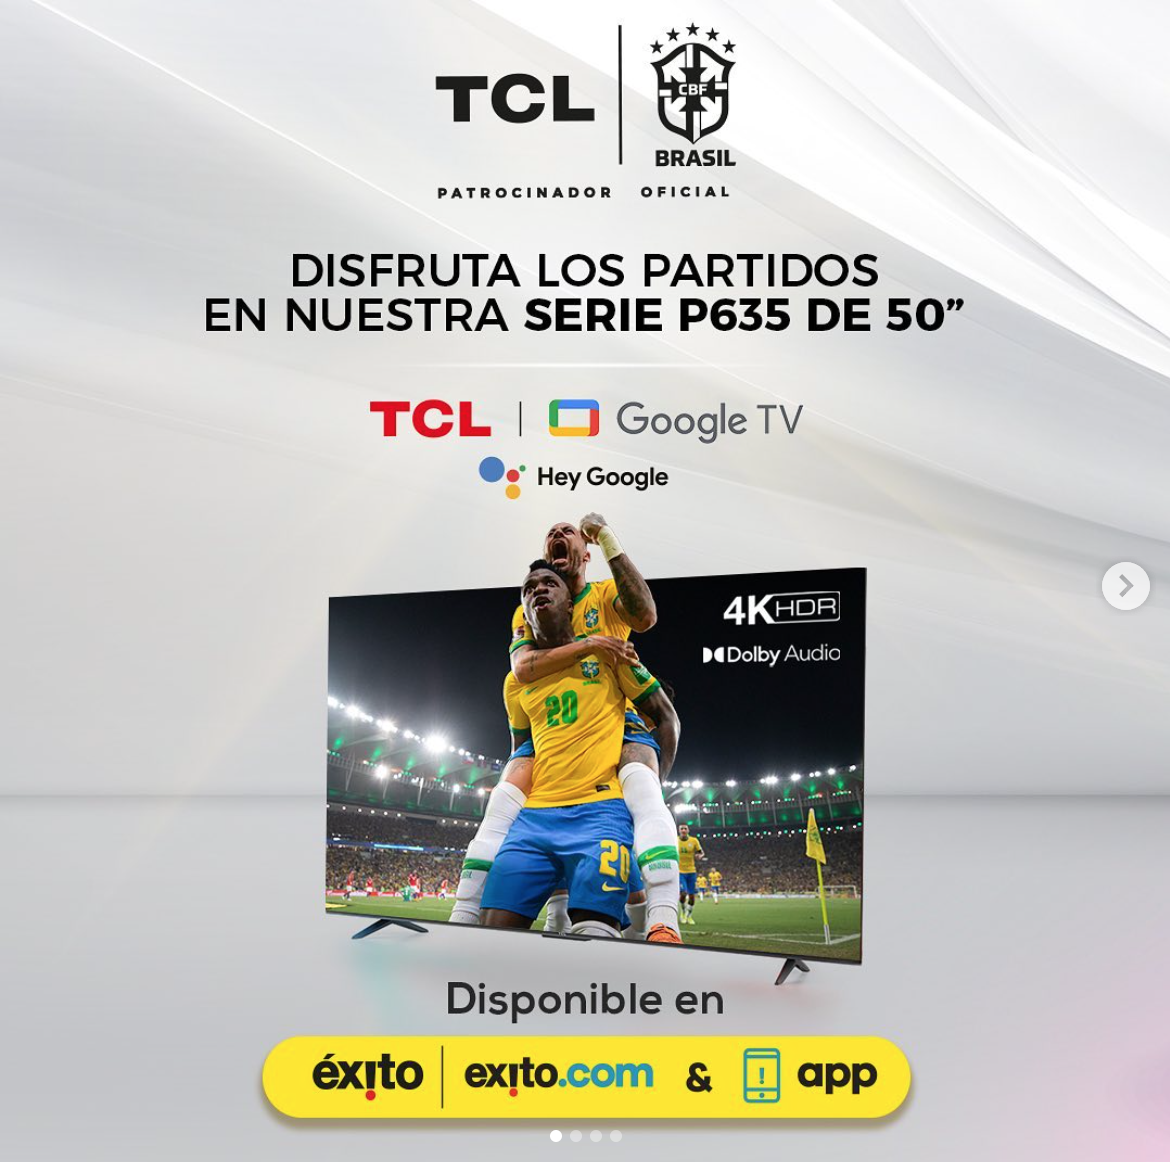 TCL
CBF
BRASIL
PATROCINADOR OFICIAL
DISFRUTA LOS PARTIDOS
EN NUESTRA SERIE P635 DE 50”
TCL | Google TV
Hey Google
4K HDR
Dolby Audio
20
20
Disponible en
éxito | exito.com & ! app